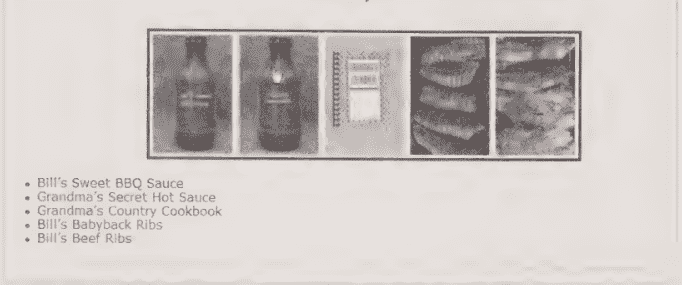 Bill's Sweet BBQ Sauce
Grandma's Secret Hot Sauce
Grandma's Country Cookbook
Bill's Babyback Ribs
Bill's Beef Ribs